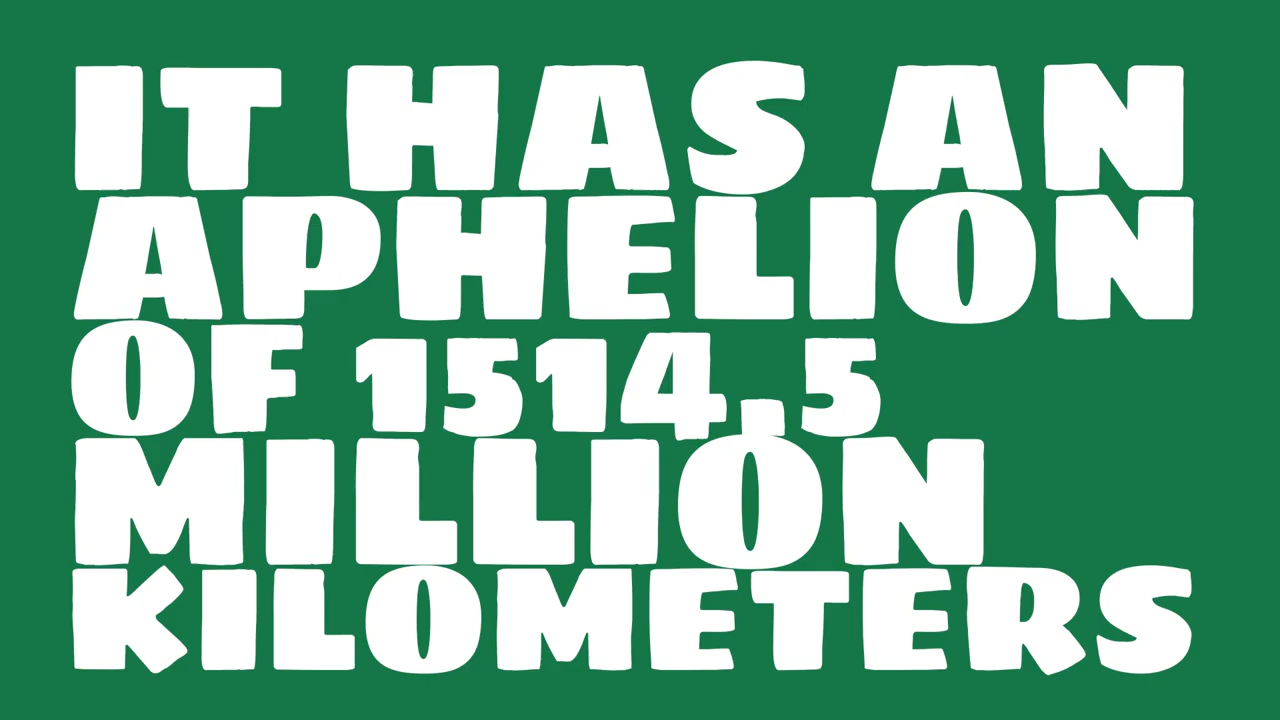 IT HAS AN
APHELION
OF 1514.5
MILLION
KILOMETERS